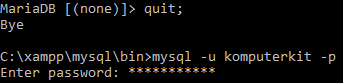 MariaDB [(none)]> quit;
Bye
C:\xampp\mysql\bin>mysql -u komputerkit -p
Enter password: ***********